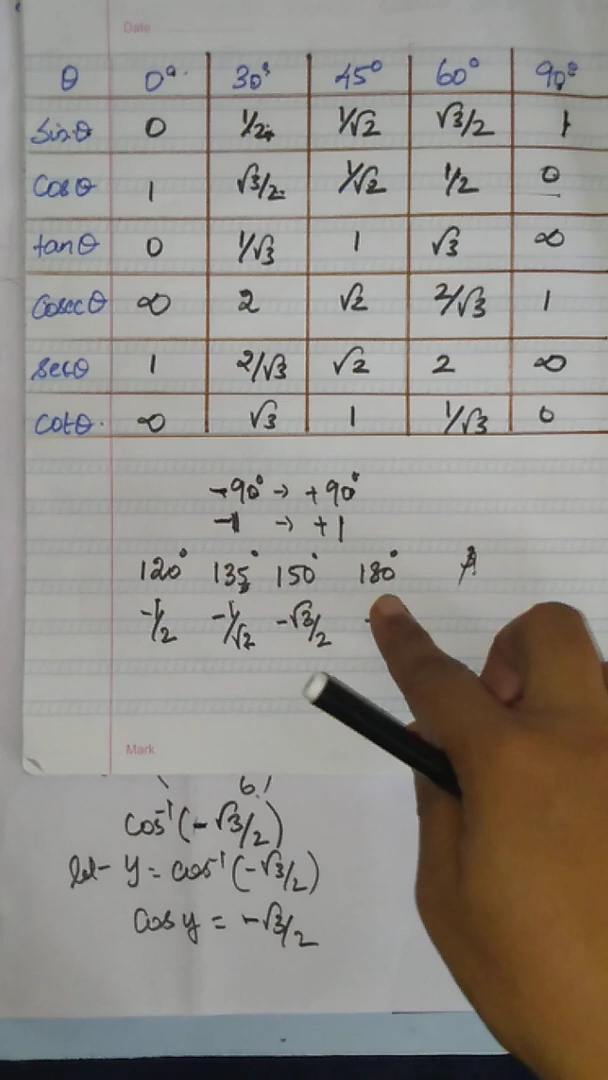 Date
θ 0° 30° 45° 60° 90°
sinθ 0 1/2 1/√2 √3/2 1
cosθ 1 √3/2 1/√2 1/2 0
tanθ 0 1/√3 1 √3 ∞
cosecθ ∞ 2 √2 2/√3 1
secθ 1 2/√3 √2 2 ∞
cotθ ∞ √3 1 1/√3 0
-90° → +90°
-1 → +1
120° 135° 150° 180°
-1/2 -1/√2 -√3/2 -
Mark
cos⁻¹(-√3/2)
let y = cos⁻¹(-√3/2)
cos y = -√3/2